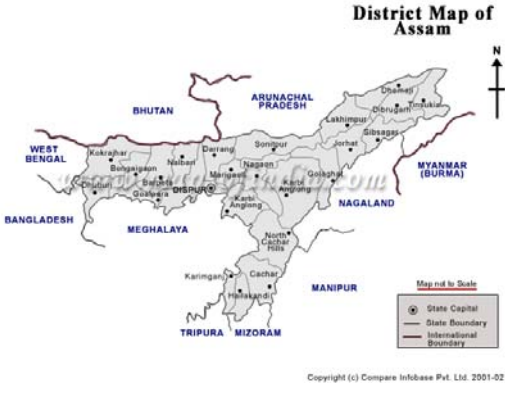 District Map of
Assam
N
BHUTAN
ARUNACHAL
PRADESH
Dhemaji
Dibrugarh
Tinsukia
Lakhimpur
Sibsagar
WEST
BENGAL
Kokrajhar
Bongaigaon
Nalbari
Darrang
Sonitpur
Jorhat
MYANMAR
(BURMA)
Dhuburi
Barpeta
Goalpara
DISPUR
Marigaon
Nagaon
Golaghat
Karbi
Anglong
Karbi
Anglong
NAGALAND
BANGLADESH
MEGHALAYA
North
Cachar
Hills
Karimganj
Cachar
Hailakandi
MANIPUR
TRIPURA
MIZORAM
Map not to Scale
State Capital
State Boundary
International
Boundary
Copyright (c) Compare Infobase Pvt. Ltd. 2001-02